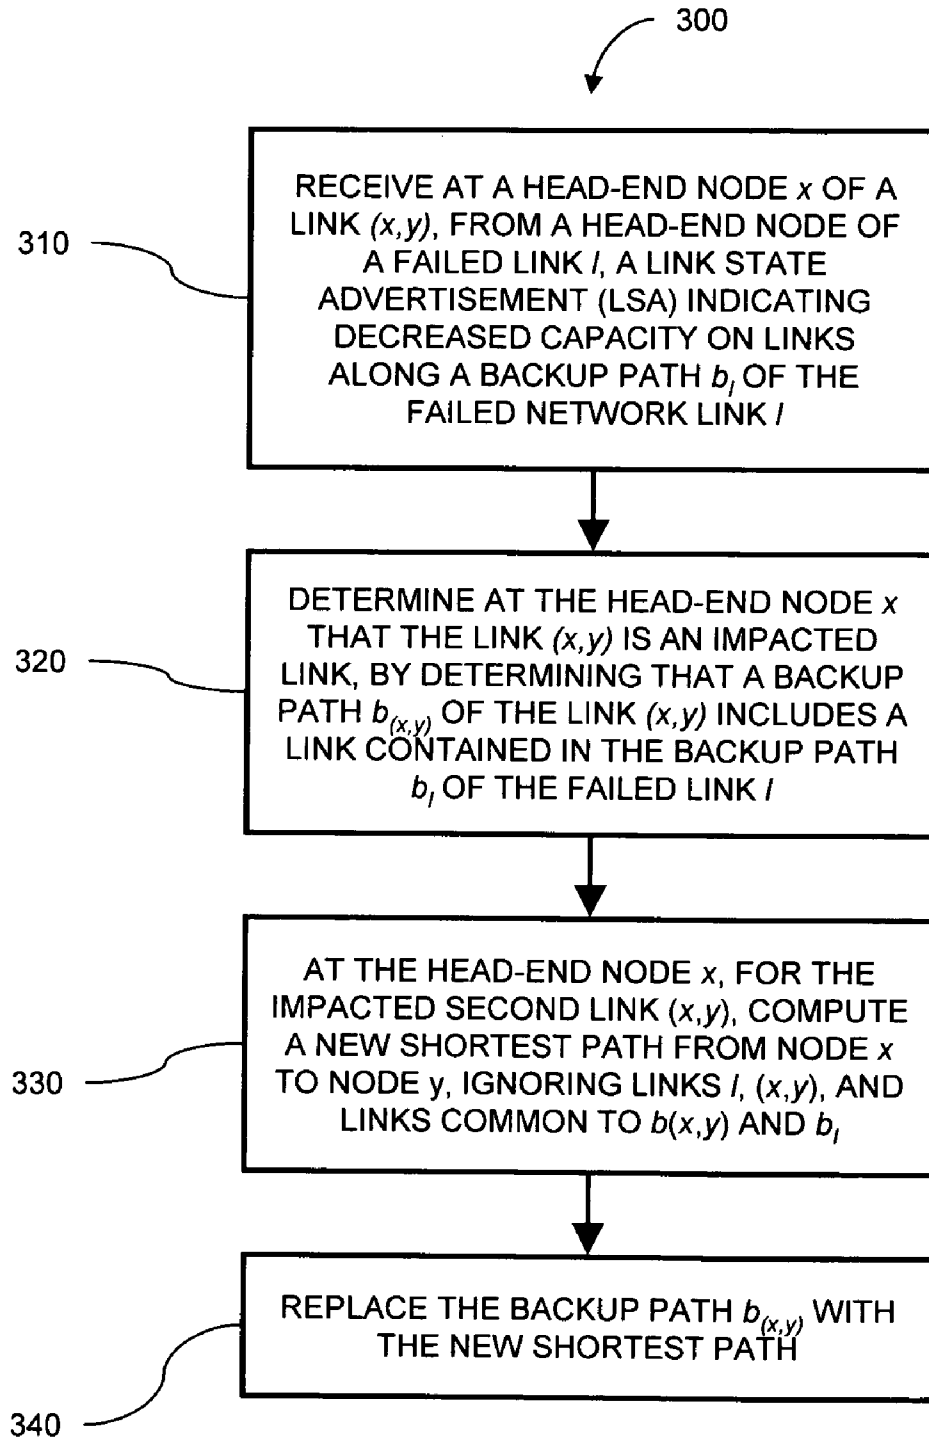 300
310
RECEIVE AT A HEAD-END NODE x OF A
LINK (x,y), FROM A HEAD-END NODE OF
A FAILED LINK l, A LINK STATE
ADVERTISEMENT (LSA) INDICATING
DECREASED CAPACITY ON LINKS
ALONG A BACKUP PATH b_l OF THE
FAILED NETWORK LINK l
320
DETERMINE AT THE HEAD-END NODE x
THAT THE LINK (x,y) IS AN IMPACTED
LINK, BY DETERMINING THAT A BACKUP
PATH b_(x,y) OF THE LINK (x,y) INCLUDES A
LINK CONTAINED IN THE BACKUP PATH
b_l OF THE FAILED LINK l
330
AT THE HEAD-END NODE x, FOR THE
IMPACTED SECOND LINK (x,y), COMPUTE
A NEW SHORTEST PATH FROM NODE x
TO NODE y, IGNORING LINKS l, (x,y), AND
LINKS COMMON TO b(x,y) AND b_l
340
REPLACE THE BACKUP PATH b_(x,y) WITH
THE NEW SHORTEST PATH